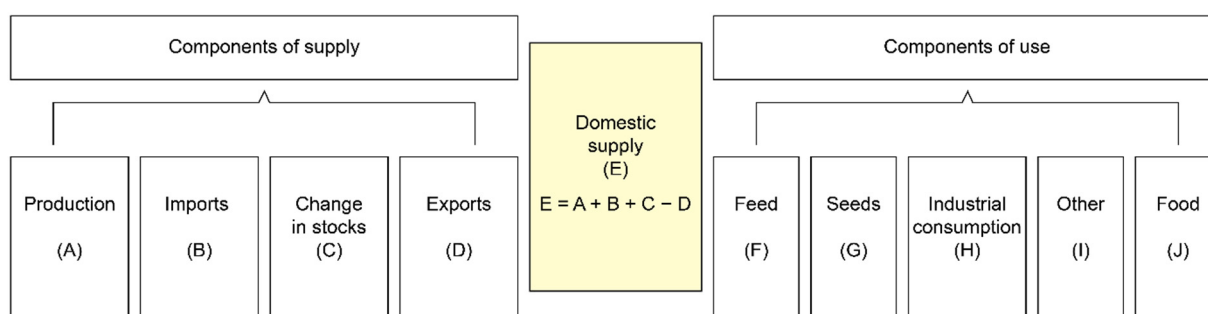 Components of supply
Production
(A)
Imports
(B)
Change
in stocks
(C)
Exports
(D)
Domestic
supply
(E)
E = A + B + C − D
Components of use
Feed
(F)
Seeds
(G)
Industrial
consumption
(H)
Other
(I)
Food
(J)